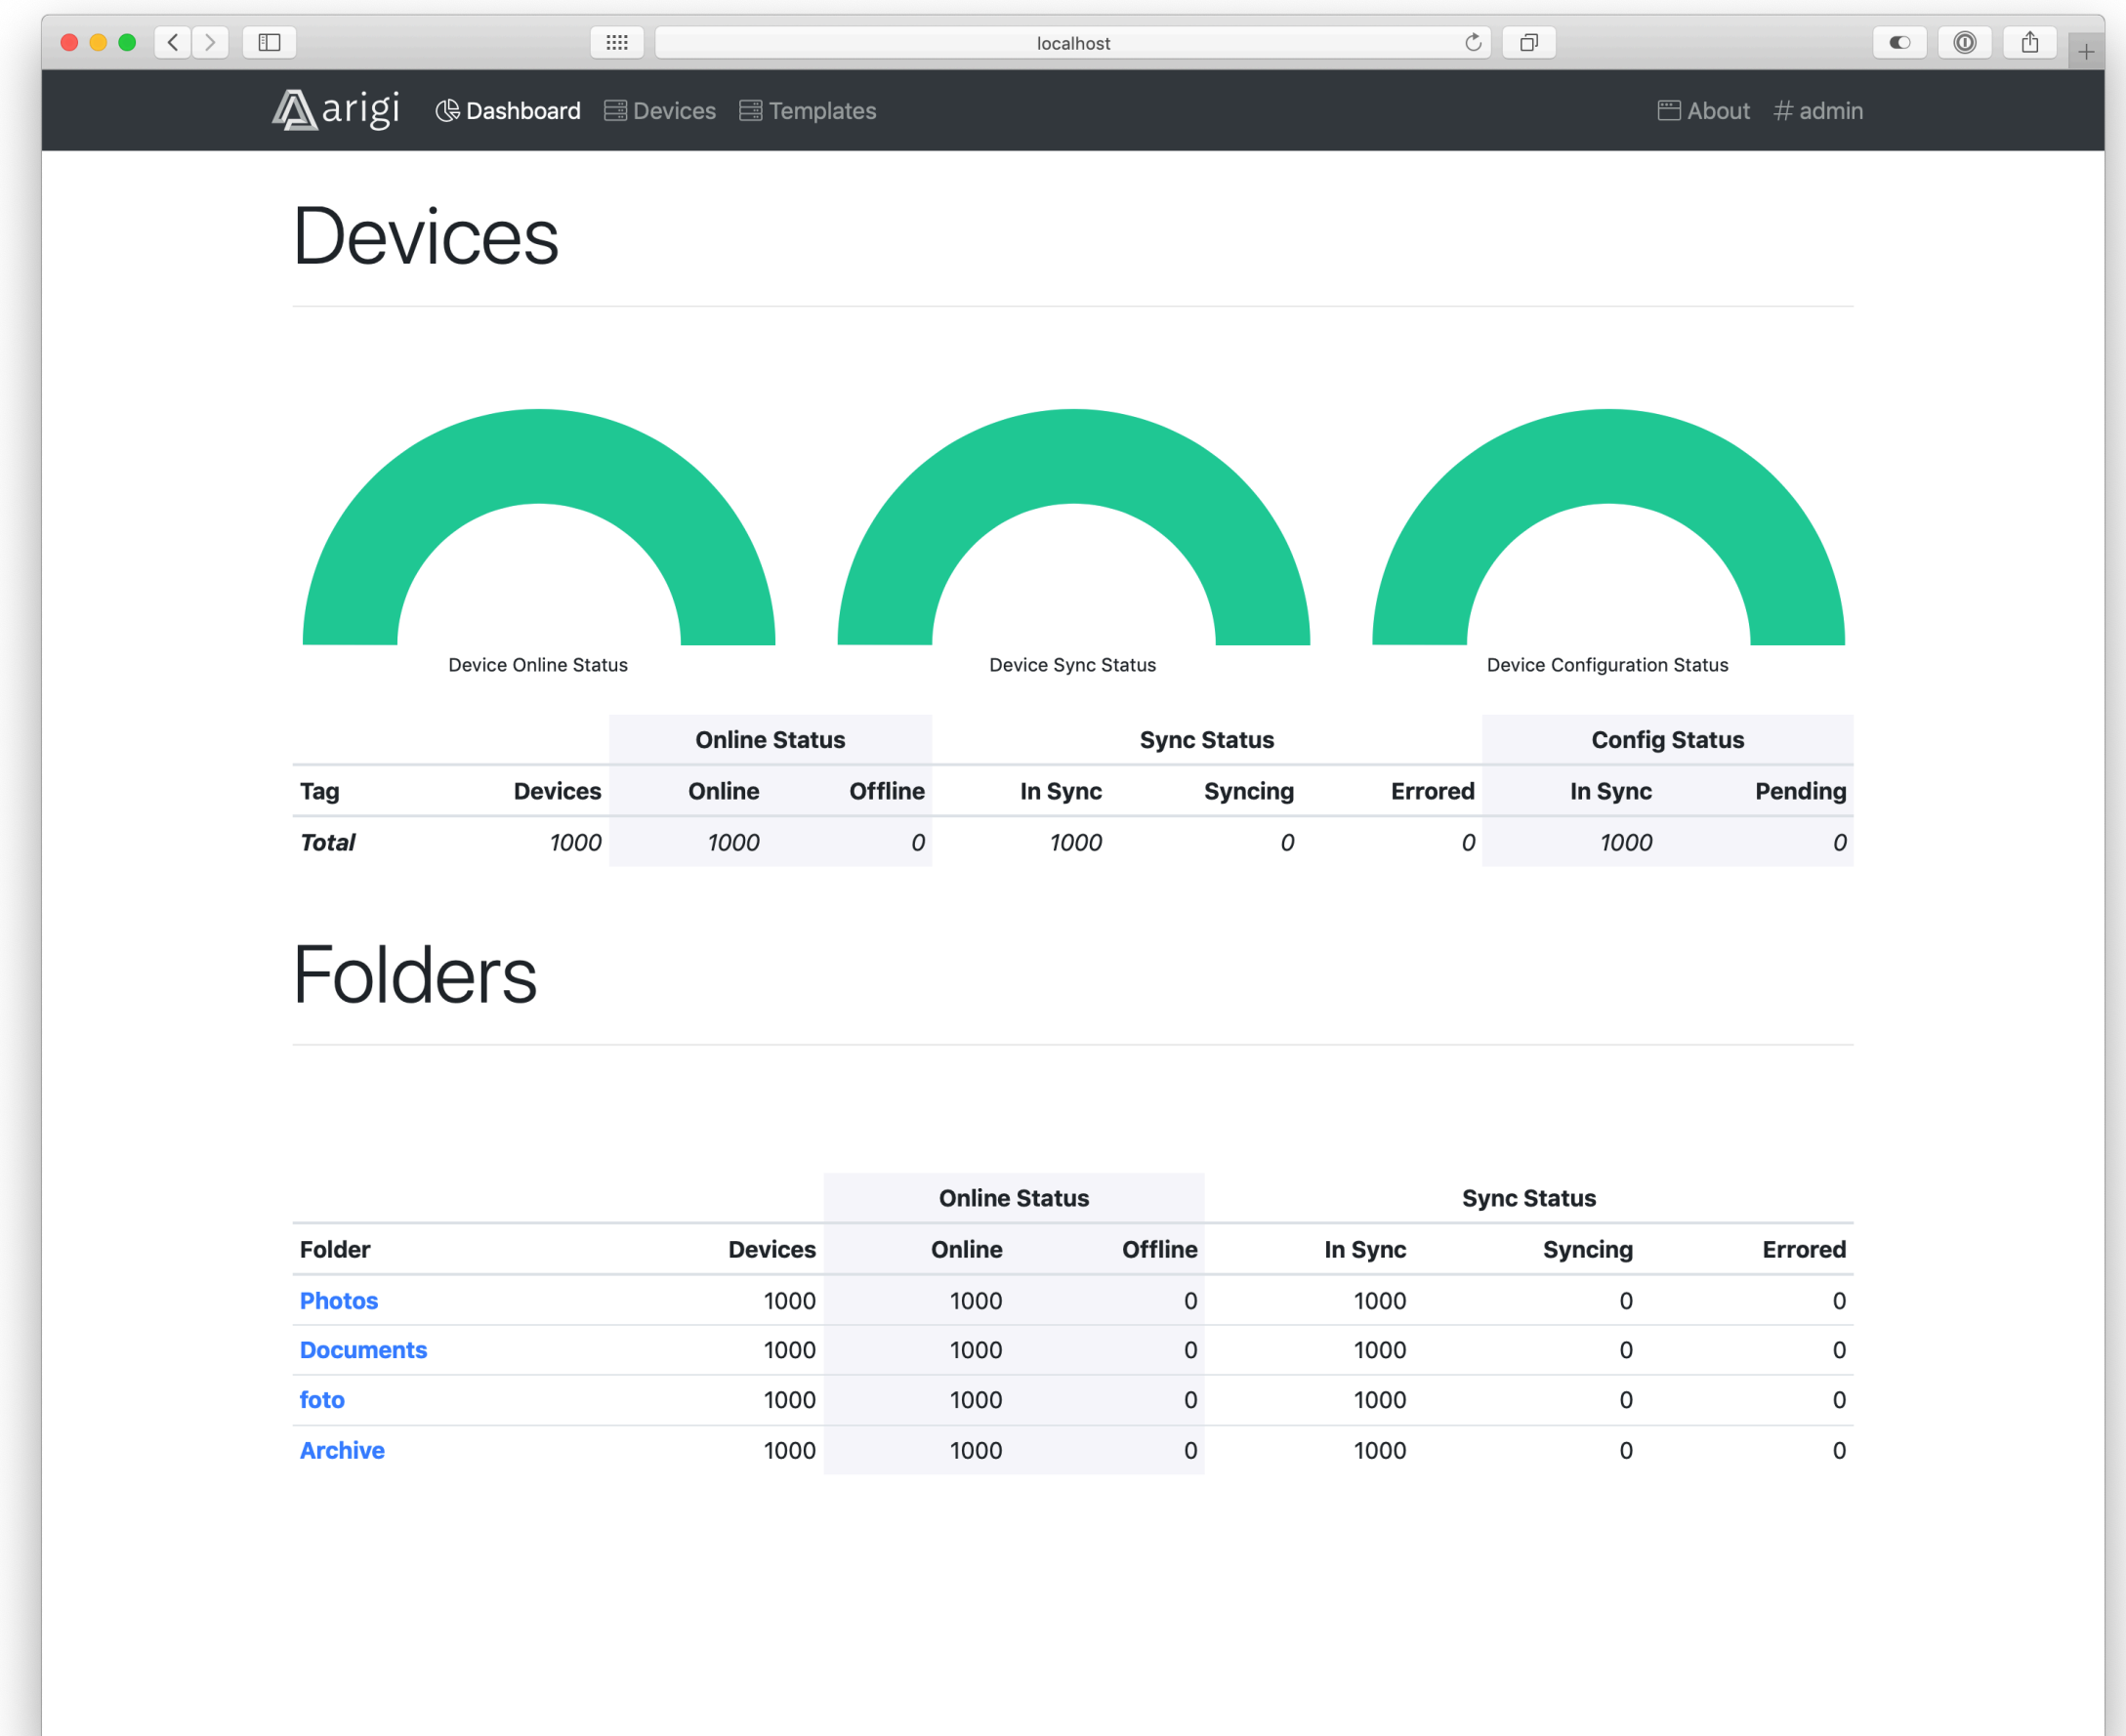 localhost
arigi Dashboard Devices Templates About # admin
Devices
Device Online Status Device Sync Status Device Configuration Status
Online Status Sync Status Config Status
Tag Devices Online Offline In Sync Syncing Errored In Sync Pending
Total 1000 1000 0 1000 0 0 1000 0
Folders
Online Status Sync Status
Folder Devices Online Offline In Sync Syncing Errored
Photos 1000 1000 0 1000 0 0
Documents 1000 1000 0 1000 0 0
foto 1000 1000 0 1000 0 0
Archive 1000 1000 0 1000 0 0